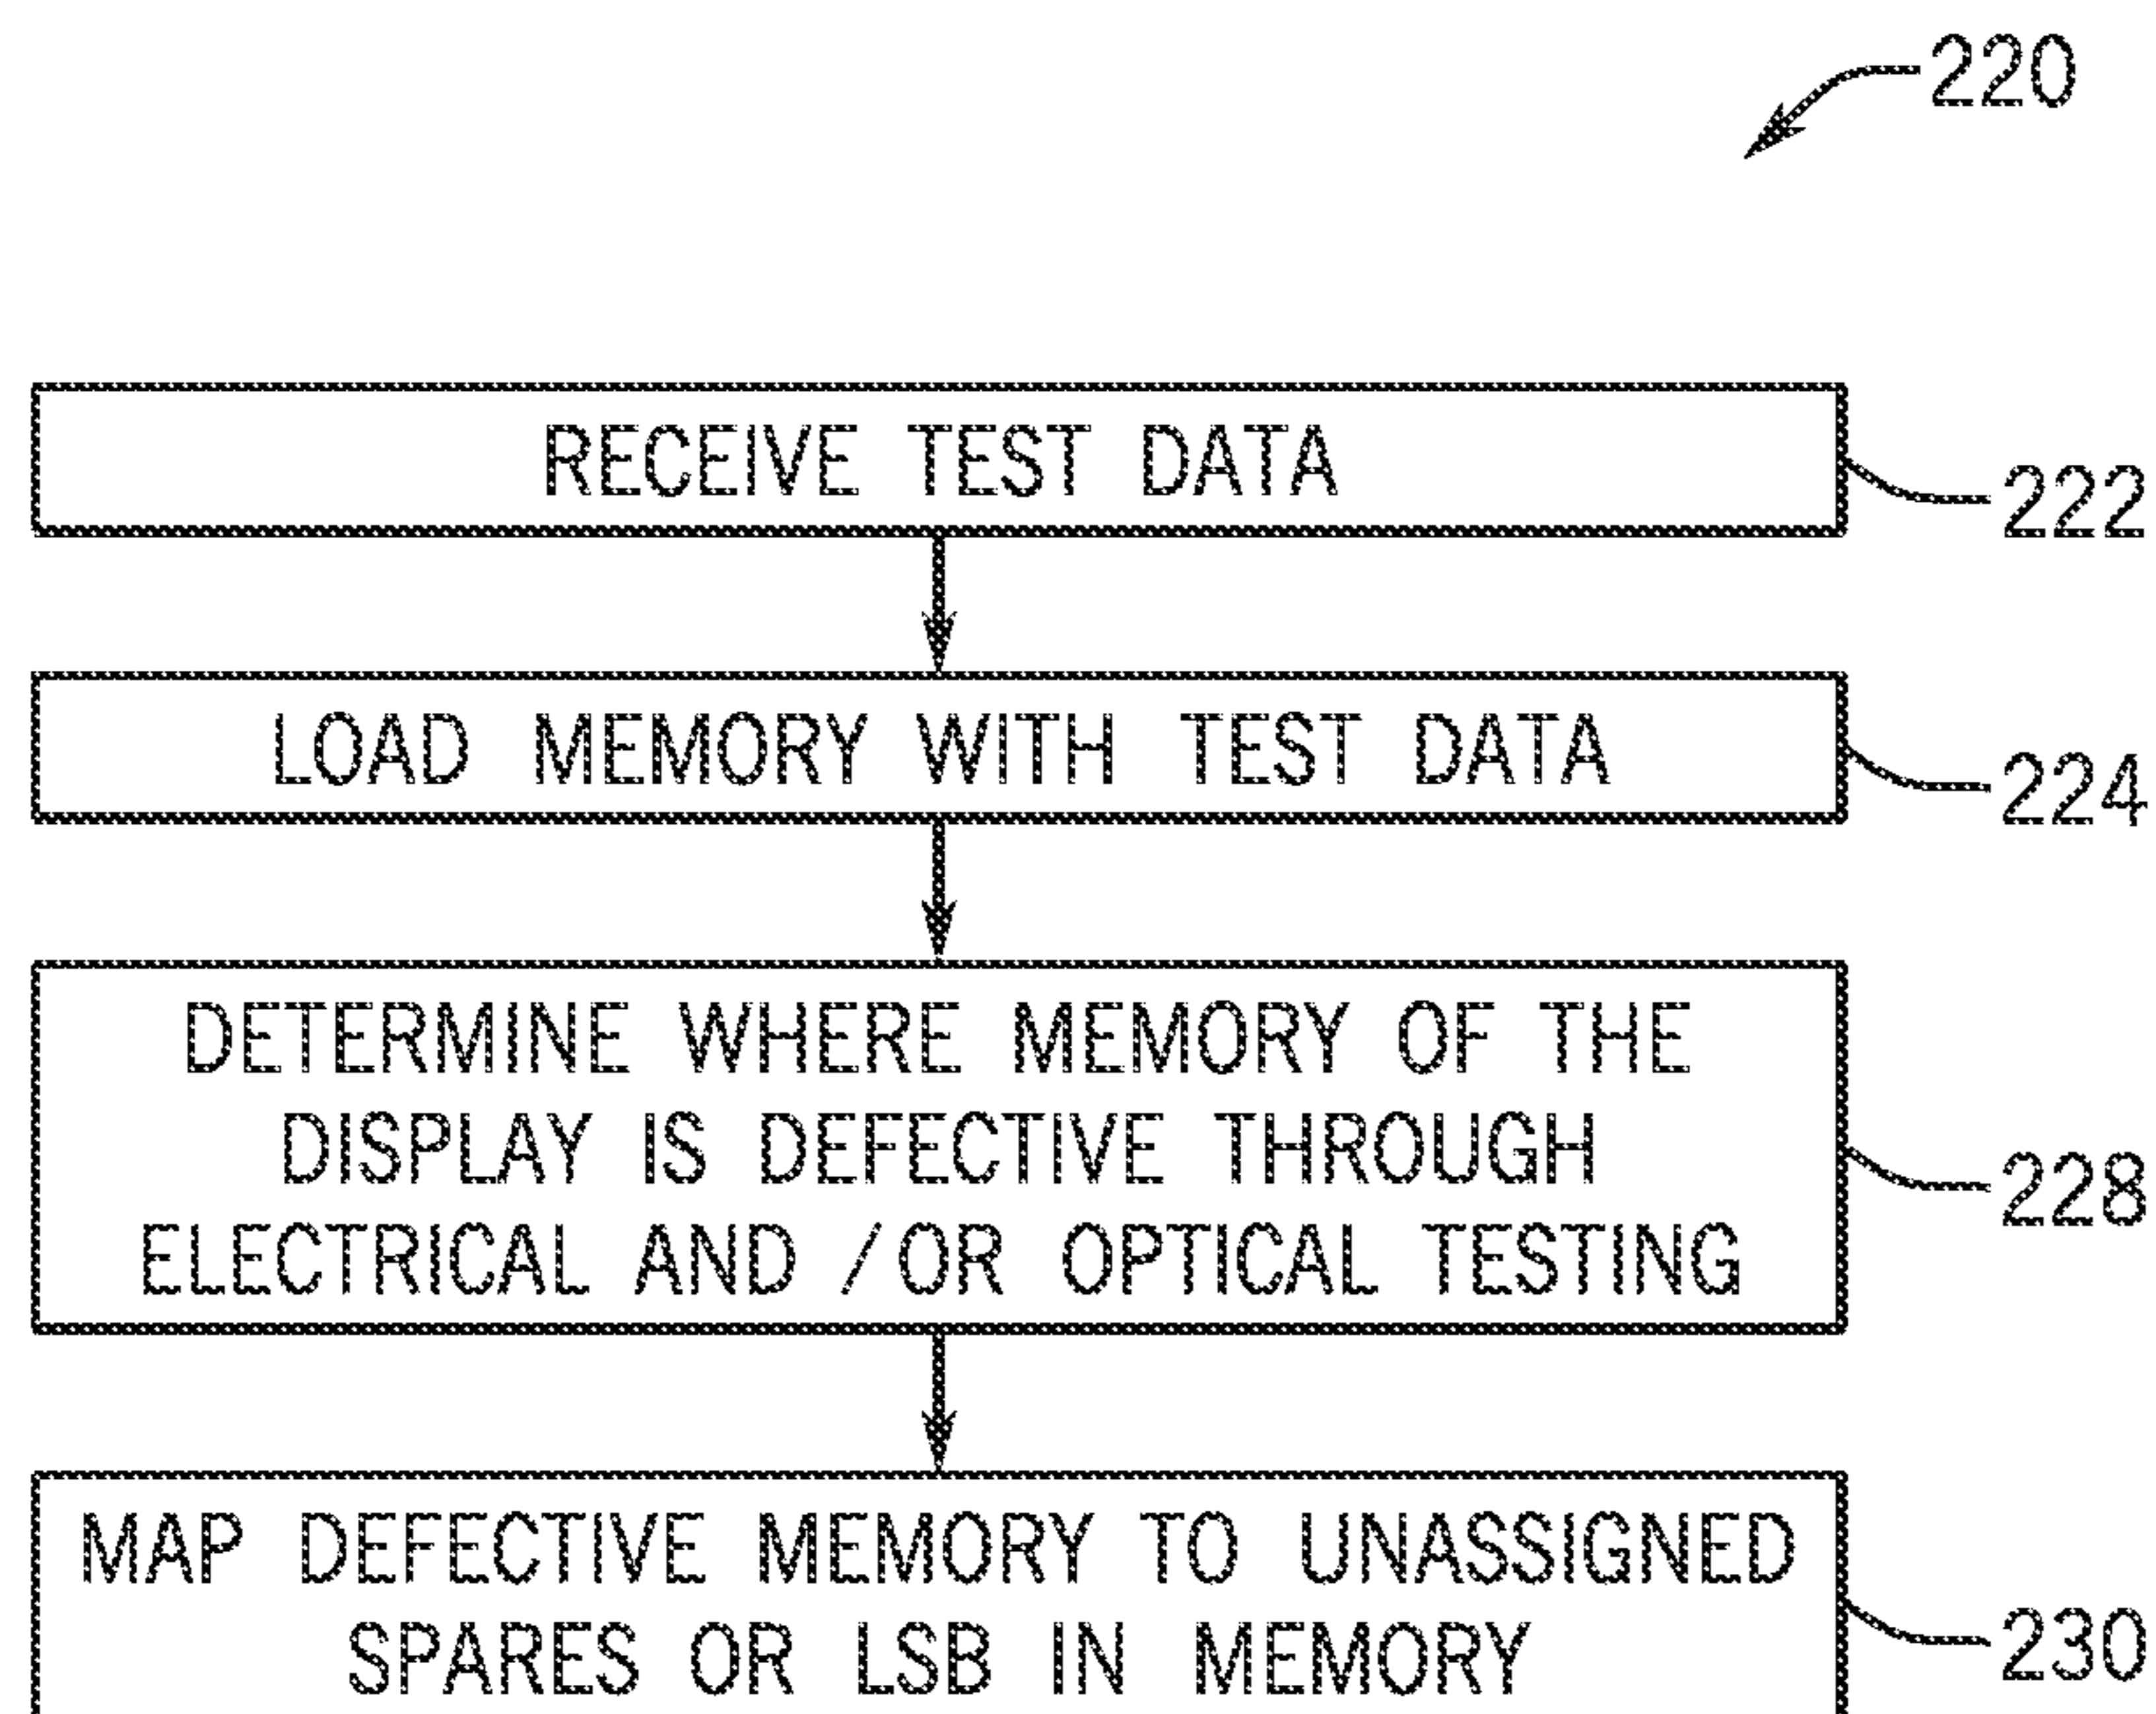 220
RECEIVE TEST DATA
222
LOAD MEMORY WITH TEST DATA
224
DETERMINE WHERE MEMORY OF THE
DISPLAY IS DEFECTIVE THROUGH
ELECTRICAL AND /OR OPTICAL TESTING
228
MAP DEFECTIVE MEMORY TO UNASSIGNED
SPARES OR LSB IN MEMORY
230